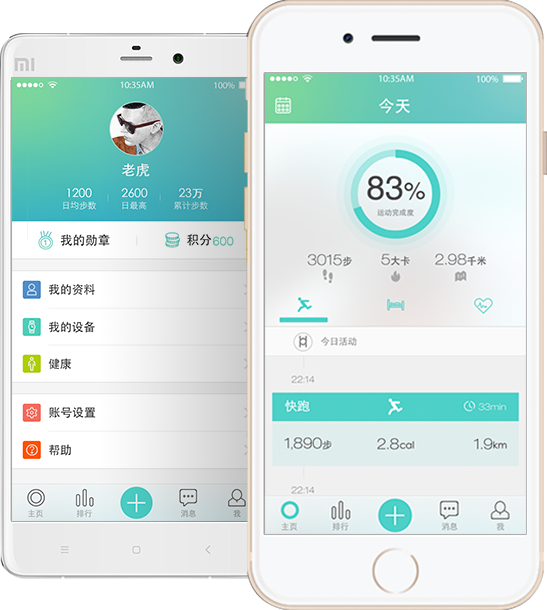 MI
10:35AM 100%
老虎
1200 2600 23万
日均步数 日最高 累计步数
我的勋章 积分600
我的资料
我的设备
健康
账号设置
帮助
主页 排行 消息 我
10:35AM 100%
今天
83%
运动完成度
3015步 5大卡 2.98千米
今日活动
22:14
快跑 33min
1,890步 2.8cal 1.9km
22:14
主页 排行 消息 我